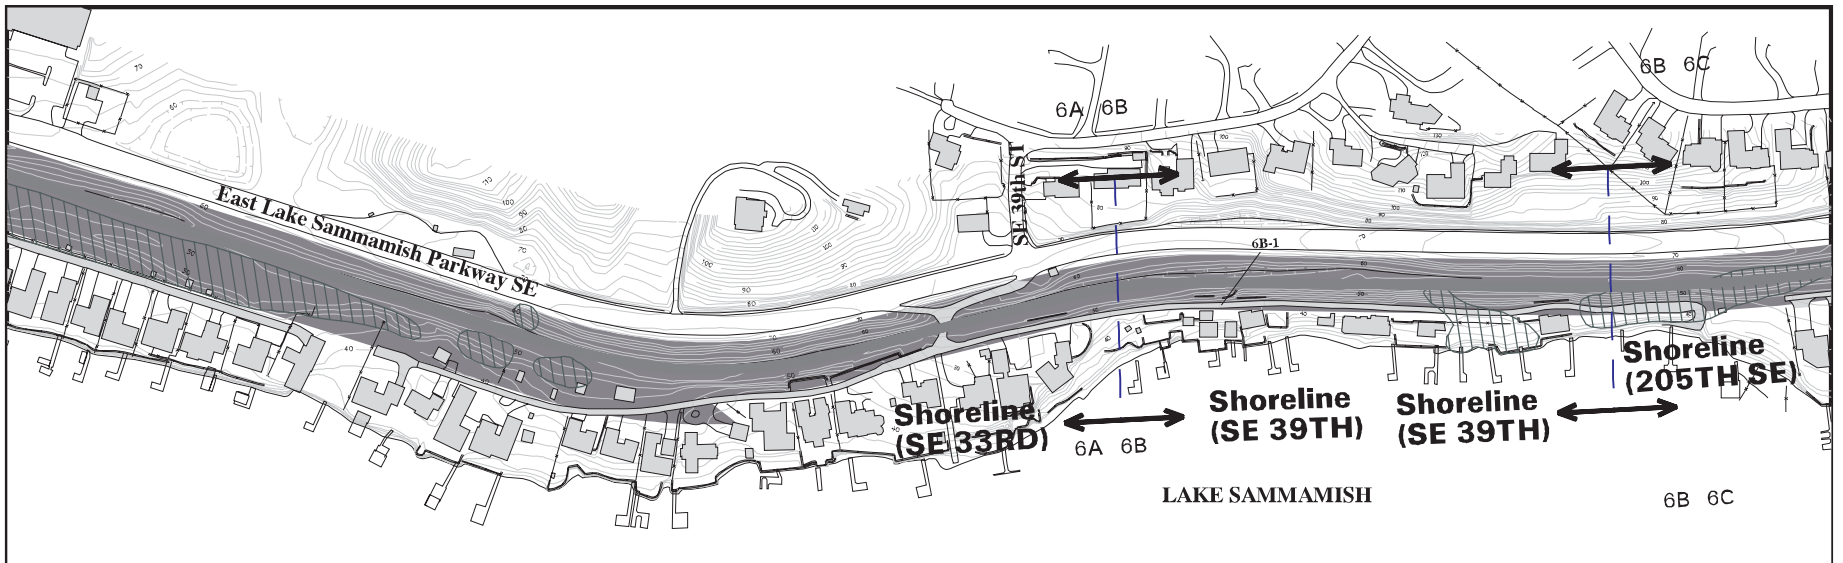 6B 6C
6A 6B
East Lake Sammamish Parkway SE
SE 39th ST
6B-1
Shoreline
(205TH SE)
Shoreline
(SE 39TH)
Shoreline
(SE 39TH)
Shoreline
(SE 33RD)
6A 6B
LAKE SAMMAMISH
6B 6C